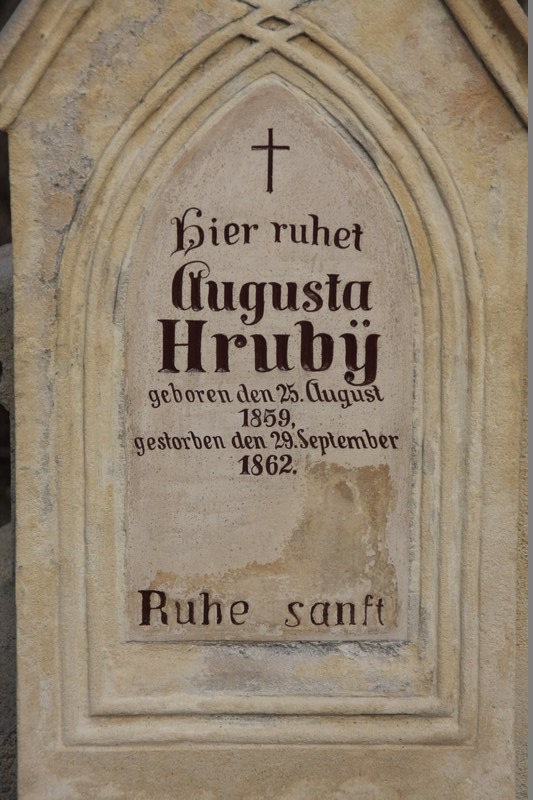 Hier ruhet
Augusta
Hrubÿ
geboren den 25. August
1859,
gestorben den 29. September
1862.
Ruhe sanft